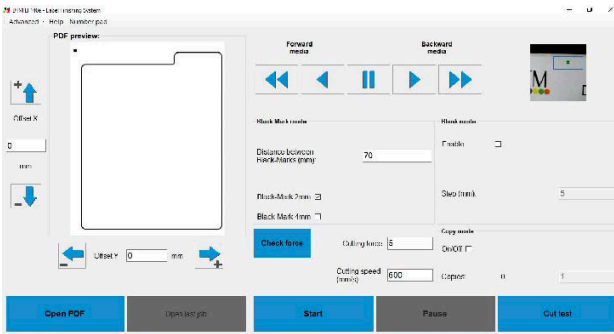 Label Finishing System
Advanced Help Number pad
PDF preview:
Forward media
Backward media
Offset X
0
mm
Offset Y 0 mm
Black Mark mode
Distance between Black-Marks (mm): 70
Black-Mark 2mm
Black Mark 4mm
Blank mode
Enable
Step (mm): 5
Check force
Cutting force 5
Copy mode
On/Off
Cutting speed (mm/s) 600
Copies: 0 1
Open PDF
Open last job
Start
Pause
Cut test